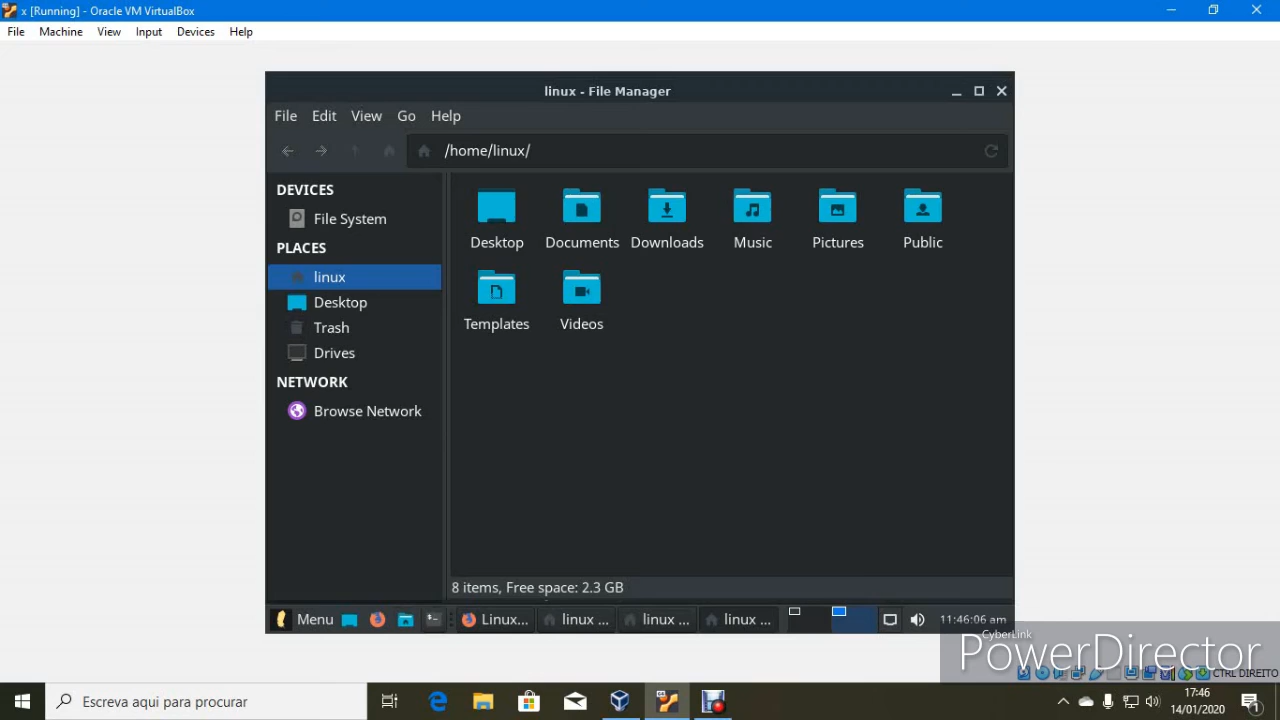 x [Running] - Oracle VM VirtualBox
File Machine View Input Devices Help
linux - File Manager
File Edit View Go Help
/home/linux/
DEVICES
File System
PLACES
linux
Desktop
Trash
Drives
NETWORK
Browse Network
Desktop Documents Downloads Music Pictures Public
Templates Videos
8 items, Free space: 2.3 GB
Menu Linux... linux ... linux ... linux ... 11:46:06 am
CyberLink
PowerDirector
CTRL DIREITO
Escreva aqui para procurar
17:46
14/01/2020
1